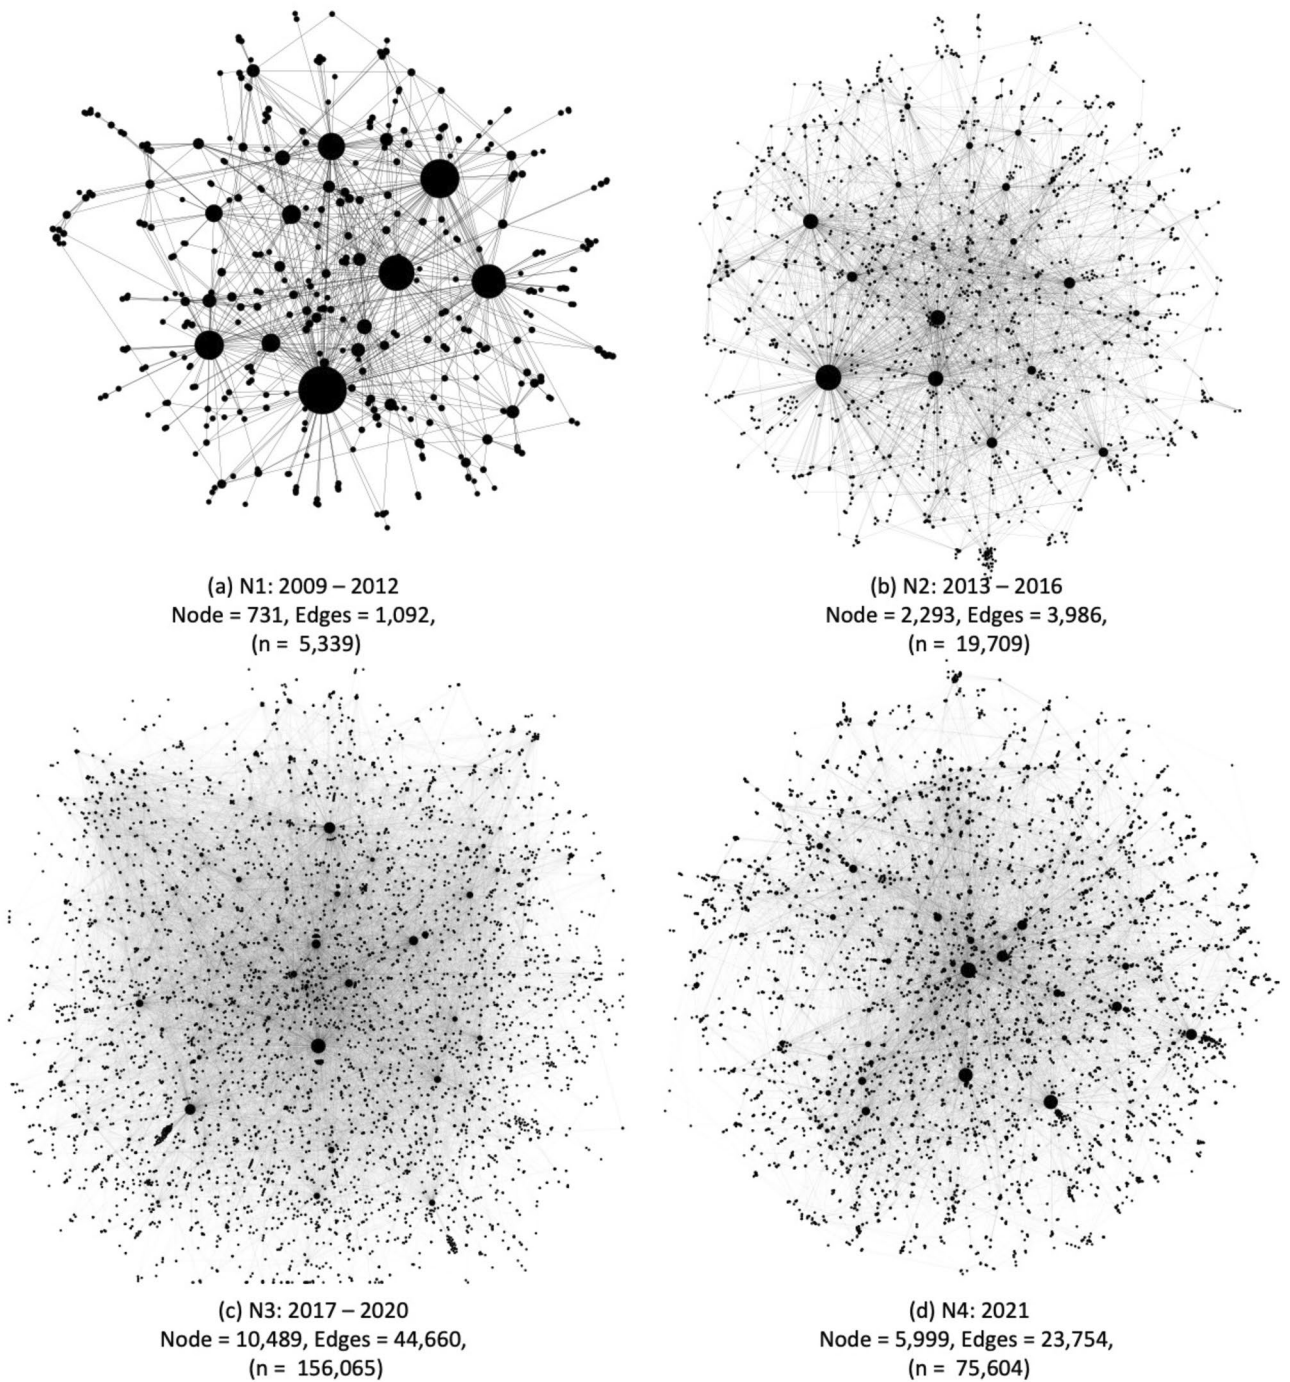 (a) N1: 2009 – 2012
Node = 731, Edges = 1,092,
(n =  5,339)
(b) N2: 2013 – 2016
Node = 2,293, Edges = 3,986,
(n =  19,709)
(c) N3: 2017 – 2020
Node = 10,489, Edges = 44,660,
(n =  156,065)
(d) N4: 2021
Node = 5,999, Edges = 23,754,
(n =  75,604)